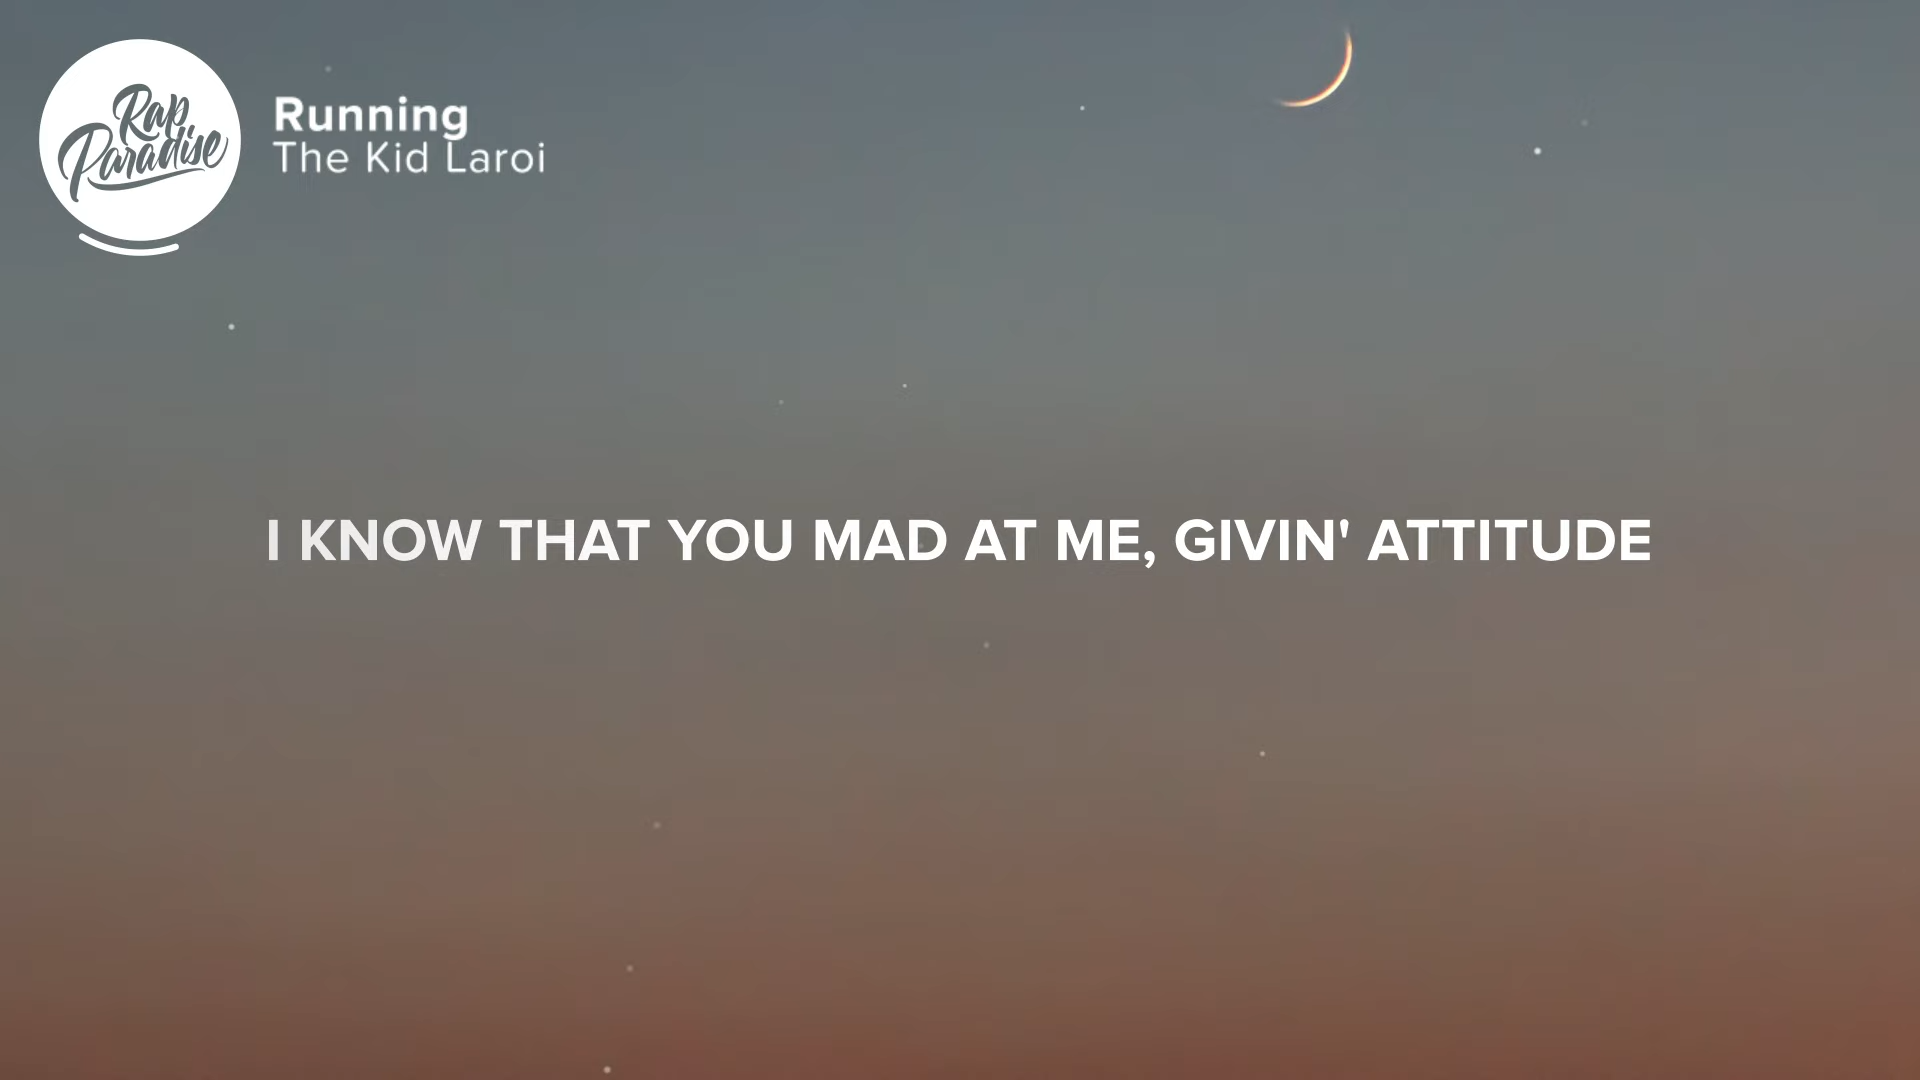 Rap
Paradise
Running
The Kid Laroi
I KNOW THAT YOU MAD AT ME, GIVIN' ATTITUDE